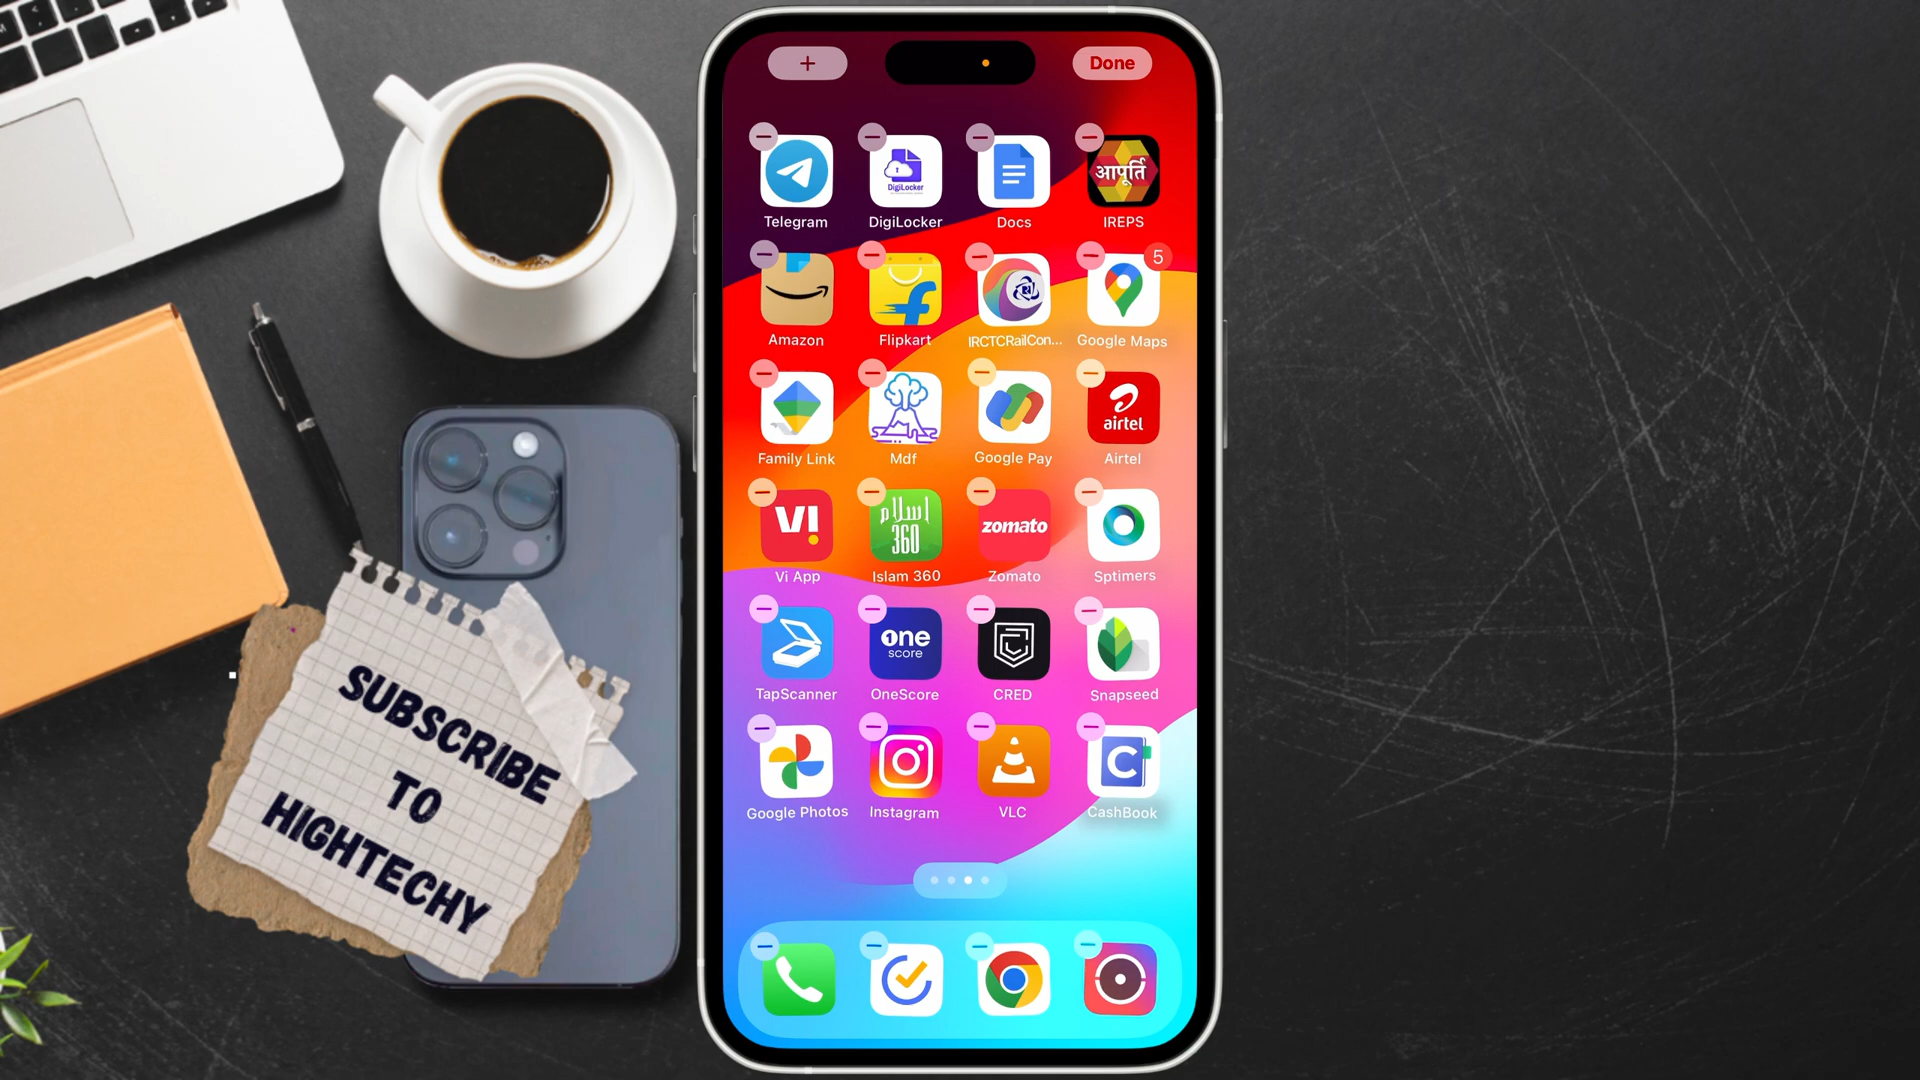 Done
DigiLocker
आपूर्ति
Telegram
DigiLocker
Docs
IREPS
5
Amazon
Flipkart
IRCTCRailCon...
Google Maps
airtel
Family Link
Mdf
Google Pay
Airtel
VI
اسلام
360
zomato
Vi App
Islam 360
Zomato
Sptimers
one
score
TapScanner
OneScore
CRED
Snapseed
Google Photos
Instagram
VLC
C
CashBook
SUBSCRIBE
TO
HIGHTECHY